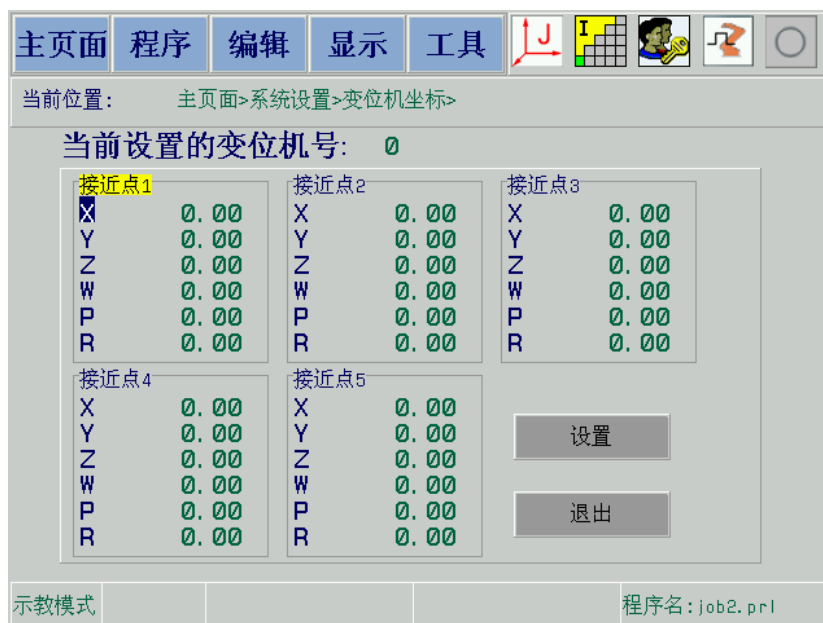 主页面 程序 编辑 显示 工具 J I
当前位置: 主页面>系统设置>变位机坐标>
当前设置的变位机号: 0
接近点1 接近点2 接近点3
X 0.00 X 0.00 X 0.00
Y 0.00 Y 0.00 Y 0.00
Z 0.00 Z 0.00 Z 0.00
W 0.00 W 0.00 W 0.00
P 0.00 P 0.00 P 0.00
R 0.00 R 0.00 R 0.00
接近点4 接近点5
X 0.00 X 0.00
Y 0.00 Y 0.00 设置
Z 0.00 Z 0.00
W 0.00 W 0.00
P 0.00 P 0.00 退出
R 0.00 R 0.00
示教模式 程序名:job2.prl